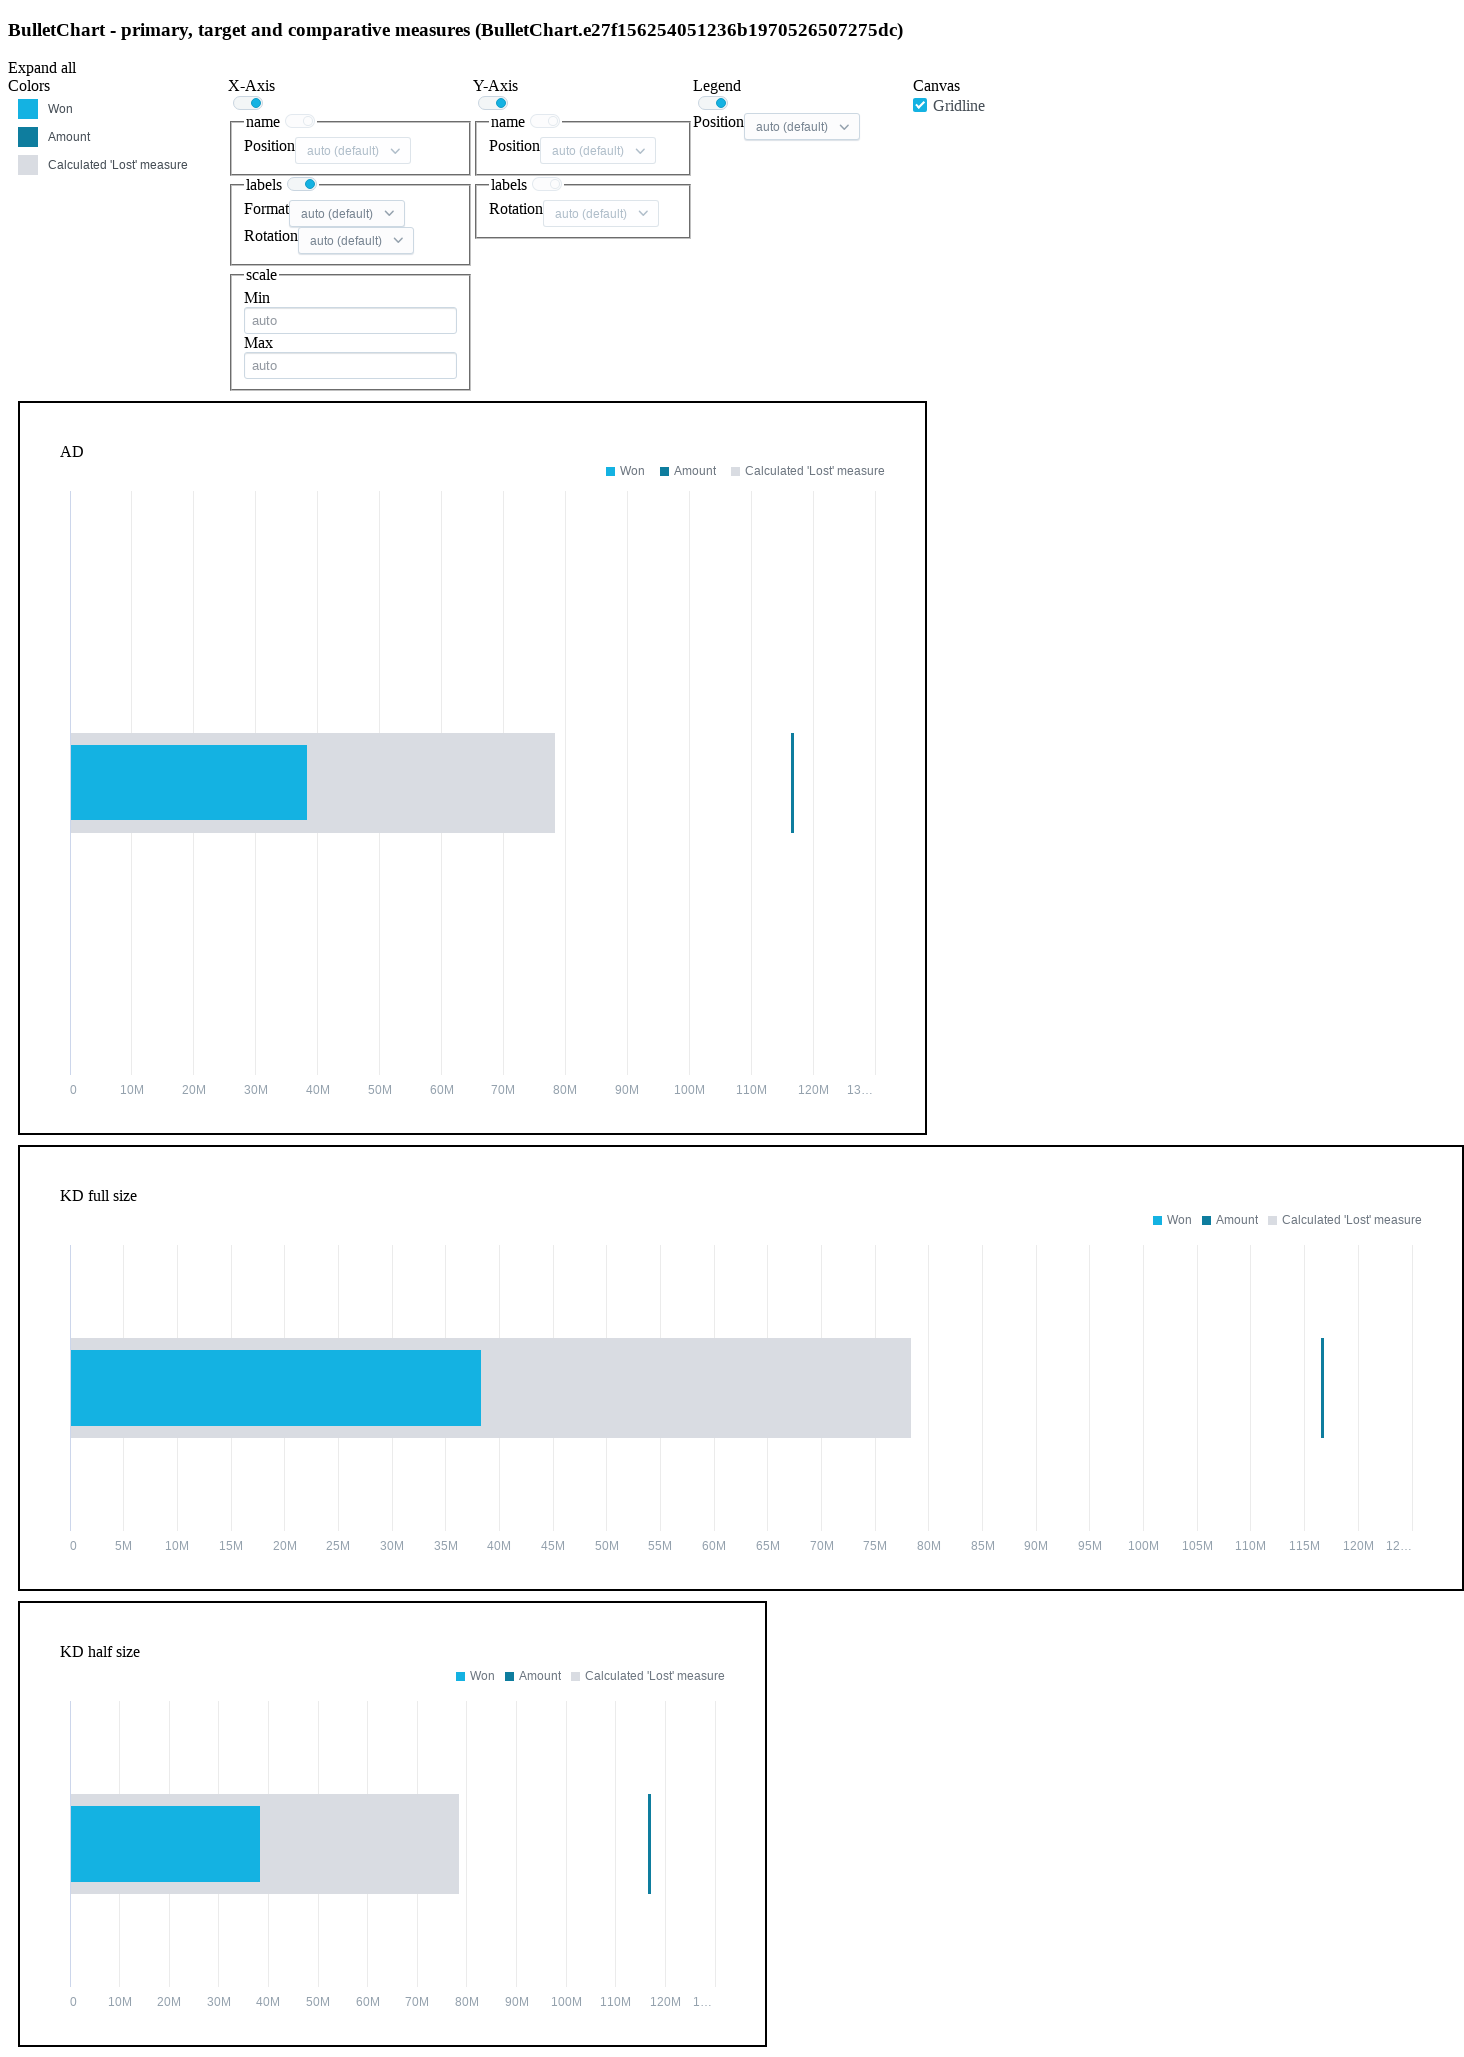 BulletChart - primary, target and comparative measures (BulletChart.e27f156254051236b1970526507275dc)
Expand all
Colors
Won
Amount
Calculated 'Lost' measure
X-Axis
name
Position auto (default)
labels
Format auto (default)
Rotation auto (default)
scale
Min
auto
Max
auto
Y-Axis
name
Position auto (default)
labels
Rotation auto (default)
Legend
Position auto (default)
Canvas
Gridline
AD
Won Amount Calculated 'Lost' measure
0 10M 20M 30M 40M 50M 60M 70M 80M 90M 100M 110M 120M 13…
KD full size
Won Amount Calculated 'Lost' measure
0 5M 10M 15M 20M 25M 30M 35M 40M 45M 50M 55M 60M 65M 70M 75M 80M 85M 90M 95M 100M 105M 110M 115M 120M 12…
KD half size
Won Amount Calculated 'Lost' measure
0 10M 20M 30M 40M 50M 60M 70M 80M 90M 100M 110M 120M 1…